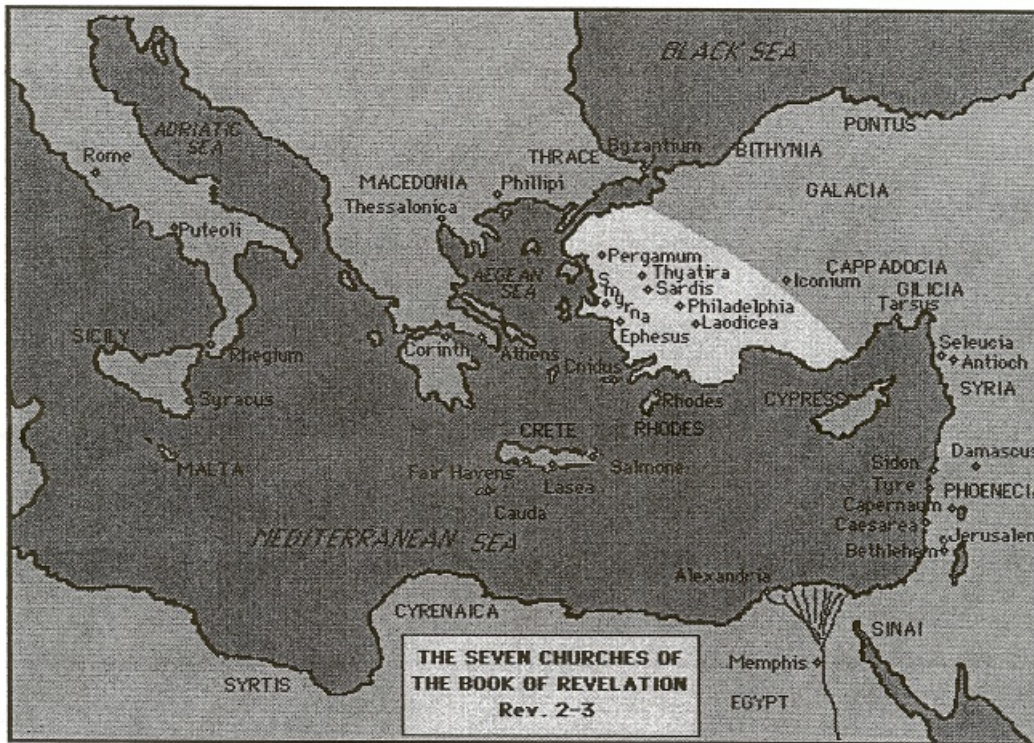 BLACK SEA
ADRIATIC
SEA
PONTUS
Rome
Byzantium
BITHYNIA
THRACE
MACEDONIA
Phillipi
GALACIA
Thessalonica
Puteoli
Pergamum
CAPPADOCIA
Thyatira
AEGEAN
SEA
Iconium
Sardis
GILICIA
Smyrna
Philadelphia
Tarsus
Laodicea
Ephesus
SICILY
Rhegium
Corinth
Athens
Seleucia
Antioch
Cnidus
SYRIA
Syracus
Rhodes
CYPRESS
RHODES
CRETE
MALTA
Fair Havens
Salmone
Damascus
Sidon
Lasea
Tyre
PHOENECIA
Cauda
Capernaum
Caesarea
MEDITERRANEAN SEA
Jerusalem
Bethlehem
Alexandria
CYRENAICA
SINAI
THE SEVEN CHURCHES OF
THE BOOK OF REVELATION
Rev. 2-3
Memphis
SYRTIS
EGYPT